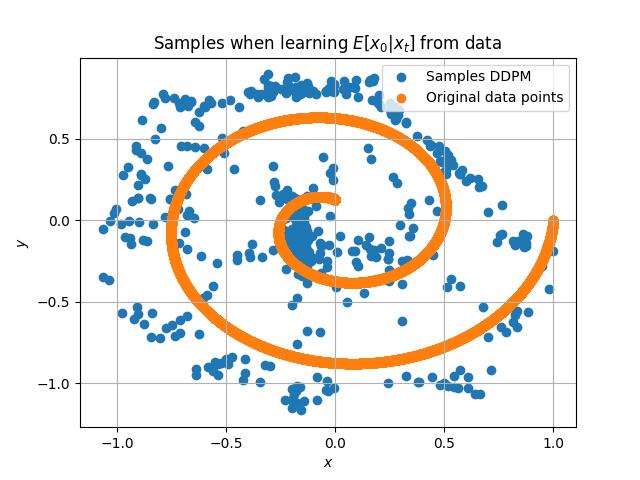 Samples when learning E[x₀|xₜ] from data
Samples DDPM
Original data points
0.5
0.0
−0.5
−1.0
y
−1.0 −0.5 0.0 0.5 1.0
x